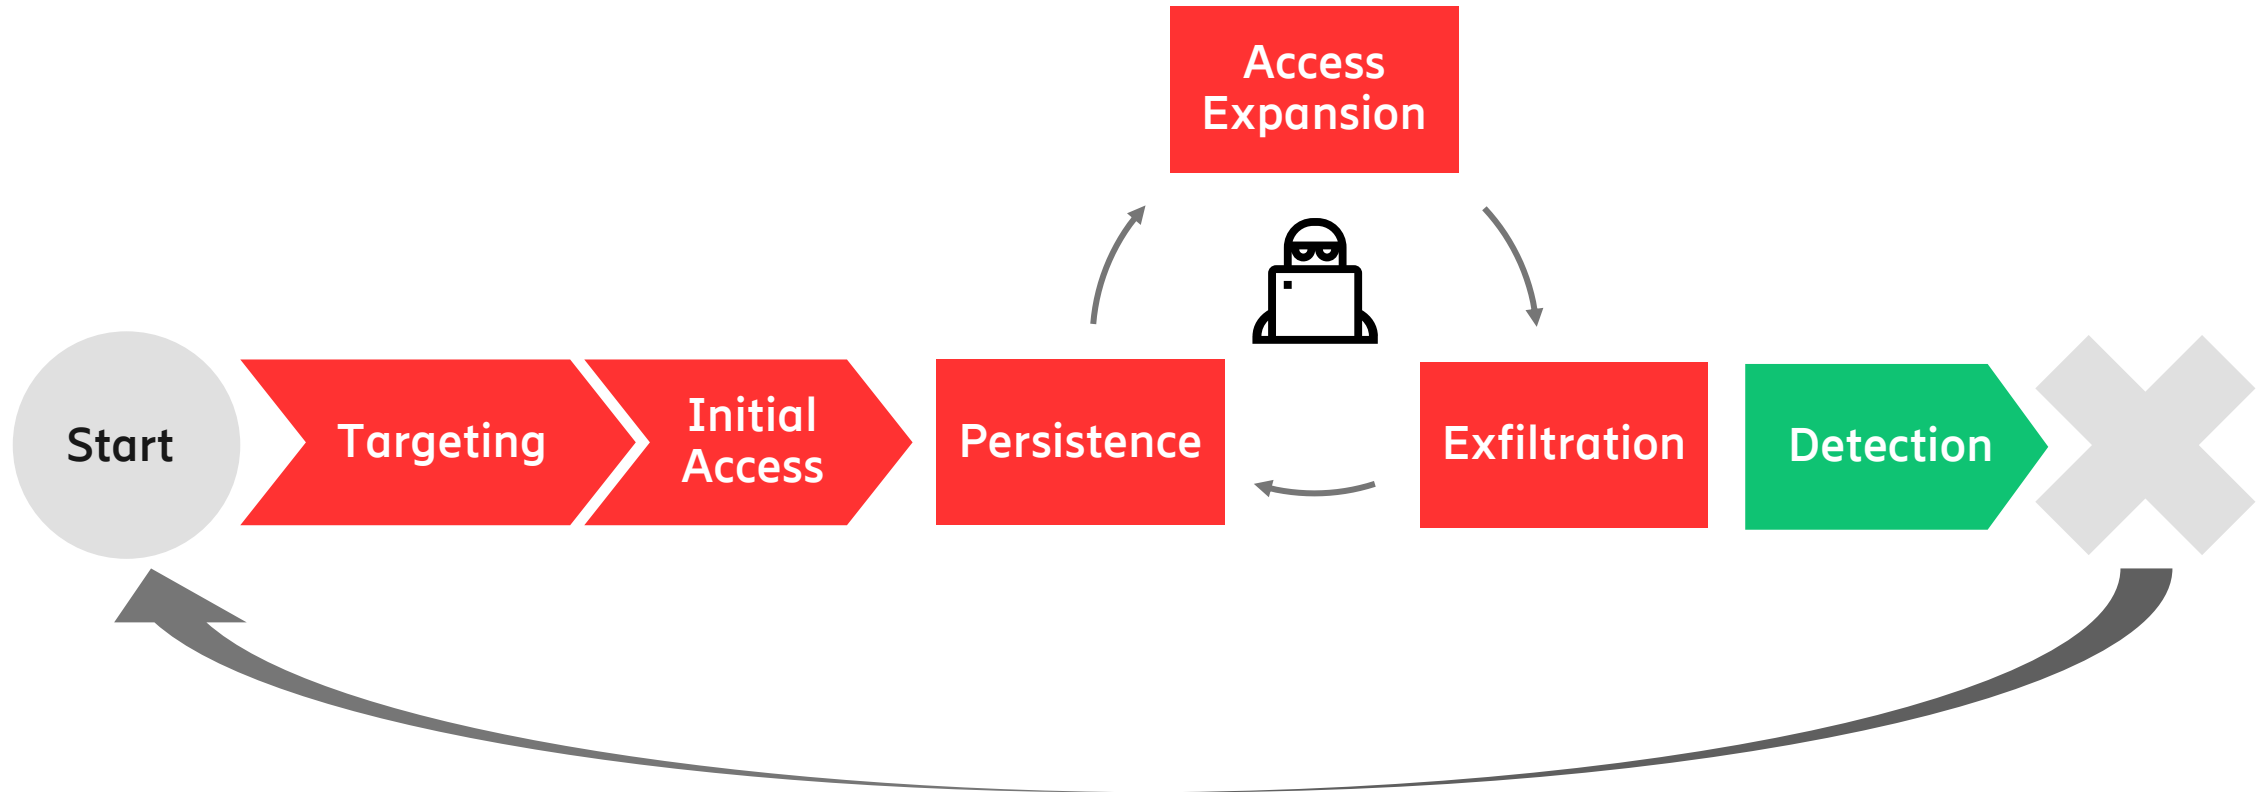 Access
Expansion
Start
Targeting
Initial
Access
Persistence
Exfiltration
Detection